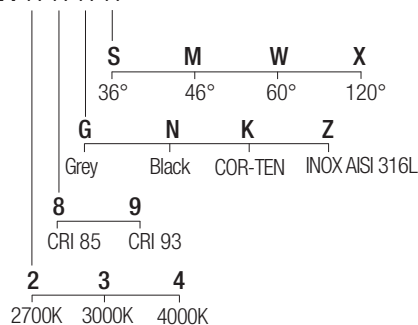 S M W X
36° 46° 60° 120°
G N K Z
Grey Black COR-TEN INOX AISI 316L
8 9
CRI 85 CRI 93
2 3 4
2700K 3000K 4000K